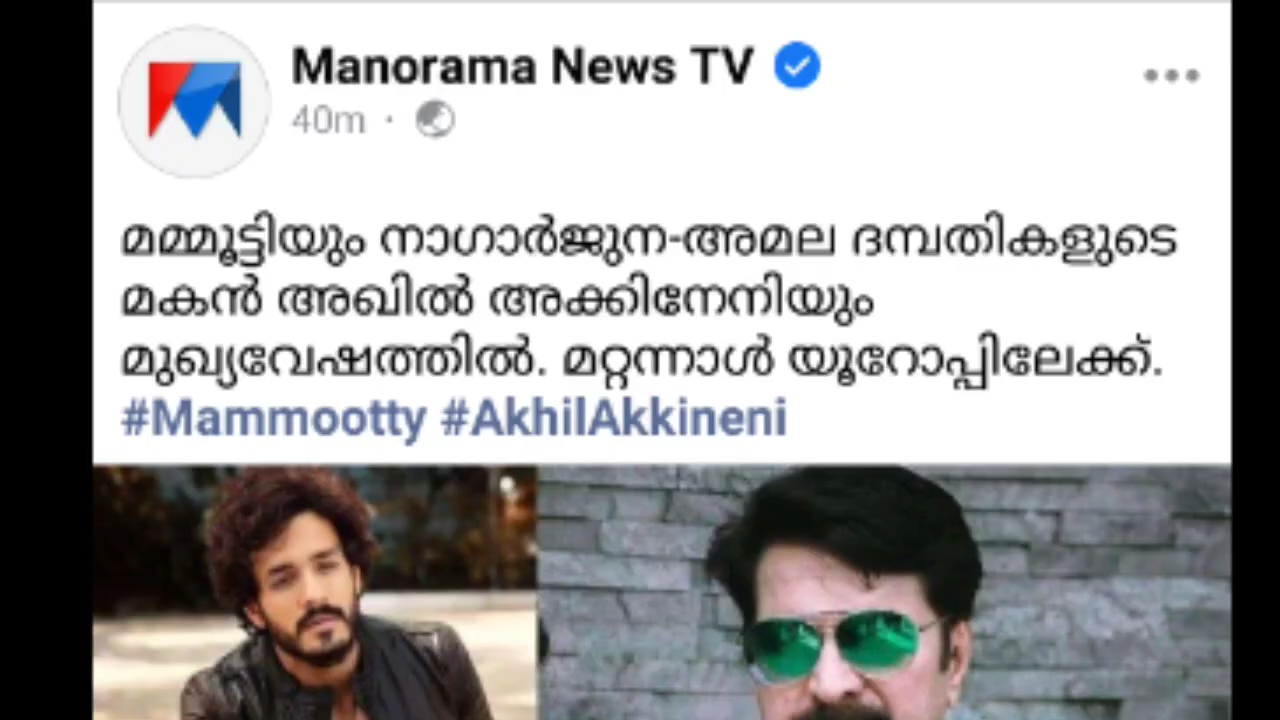 Manorama News TV
40m ·
മമ്മൂട്ടിയും നാഗാർജുന-അമല ദമ്പതികളുടെ
മകൻ അഖിൽ അക്കിനേനിയും
മുഖ്യവേഷത്തിൽ. മറ്റന്നാൾ യൂറോപ്പിലേക്ക്.
#Mammootty #AkhilAkkineni